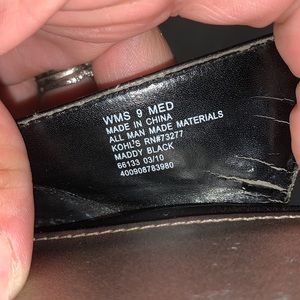 WMS 9 MED
MADE IN CHINA
ALL MAN MADE MATERIALS
KOHL'S RN#73277
MADDY BLACK
66133 03/10
400908783980